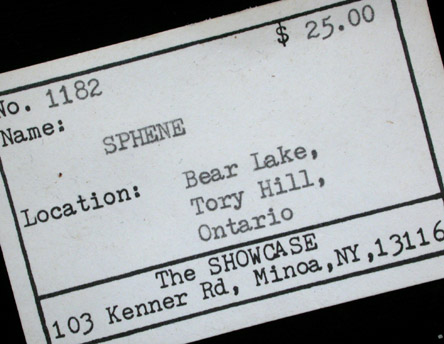 $ 25.00
No. 1182
Name:
SPHENE
Location: Bear Lake,
Tory Hill,
Ontario
The SHOWCASE
103 Kenner Rd, Minoa,NY,13116